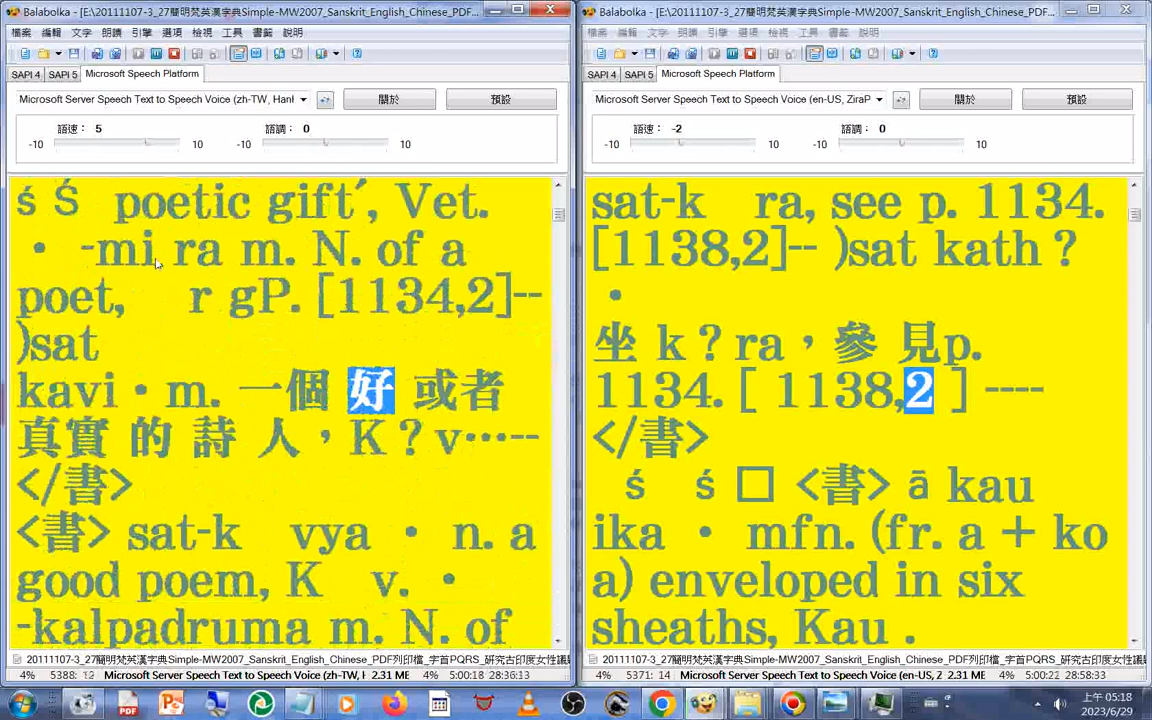 Balabolka - [E:\20111107-3_27簡明梵英漢字典Simple-MW2007_Sanskrit_English_Chinese_PDF...
檔案 編輯 文字 朗讀 引擎 選項 檢視 工具 書籤 說明
SAPI 4 SAPI 5 Microsoft Speech Platform
Microsoft Server Speech Text to Speech Voice (zh-TW, HanH 關於 預設
語速: 5 語調: 0
-10 10 -10 10
ś Ś poetic gift′, Vet.
• -mi ra m. N. of a
poet, r gP. [1134,2]--
)sat
kavi • m. 一個 好 或者
真實 的 詩 人，K？v…--
</書>
<書> sat-k vya • n. a
good poem, K v. •
-kalpadruma m. N. of
20111107-3_27簡明梵英漢字典Simple-MW2007_Sanskrit_English_Chinese_PDF列印檔_字首PQRS_研究古印度女性議
4% 5388: 12 Microsoft Server Speech Text to Speech Voice (zh-TW, H 2.31 ME 4% 5:00:18 28:36:13
Balabolka - [E:\20111107-3_27簡明梵英漢字典Simple-MW2007_Sanskrit_English_Chinese_PDF...
檔案 編輯 文字 朗讀 引擎 選項 檢視 工具 書籤 說明
SAPI 4 SAPI 5 Microsoft Speech Platform
Microsoft Server Speech Text to Speech Voice (en-US, ZiraP 關於 預設
語速: -2 語調: 0
-10 10 -10 10
sat-k ra, see p. 1134.
[1138,2]-- )sat kath ?
•
坐 k？ra，參 見p.
1134. [ 1138,2 ] ----
</書>
ś ś □ <書> ā kau
ika • mfn. (fr. a + ko
a) enveloped in six
sheaths, Kau .
20111107-3_27簡明梵英漢字典Simple-MW2007_Sanskrit_English_Chinese_PDF列印檔_字首PQRS_研究古印度女性議
4% 5371: 14 Microsoft Server Speech Text to Speech Voice (en-US, Z 2.31 ME 4% 5:00:22 28:58:33
上午 05:18
2023/6/29